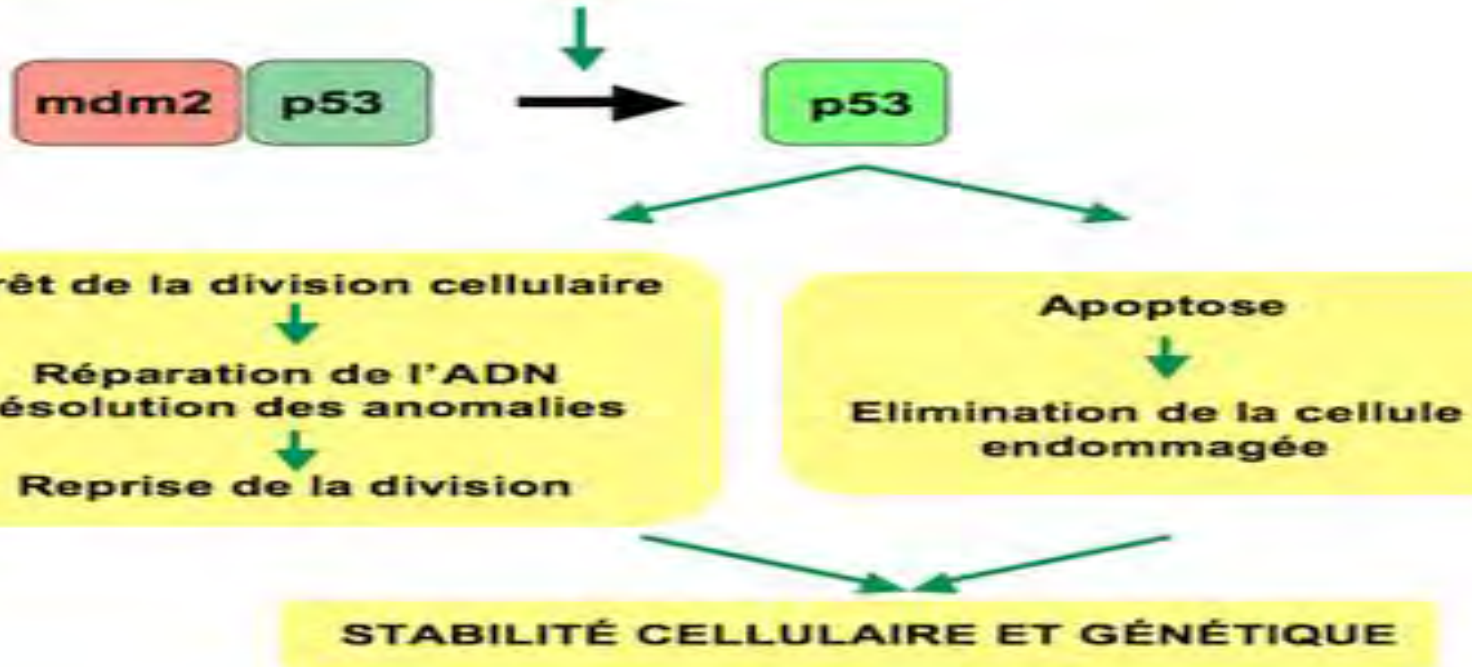 mdm2 p53 p53
rêt de la division cellulaire
Réparation de l'ADN
ésolution des anomalies
Reprise de la division
Apoptose
Elimination de la cellule
endommagée
STABILITÉ CELLULAIRE ET GÉNÉTIQUE